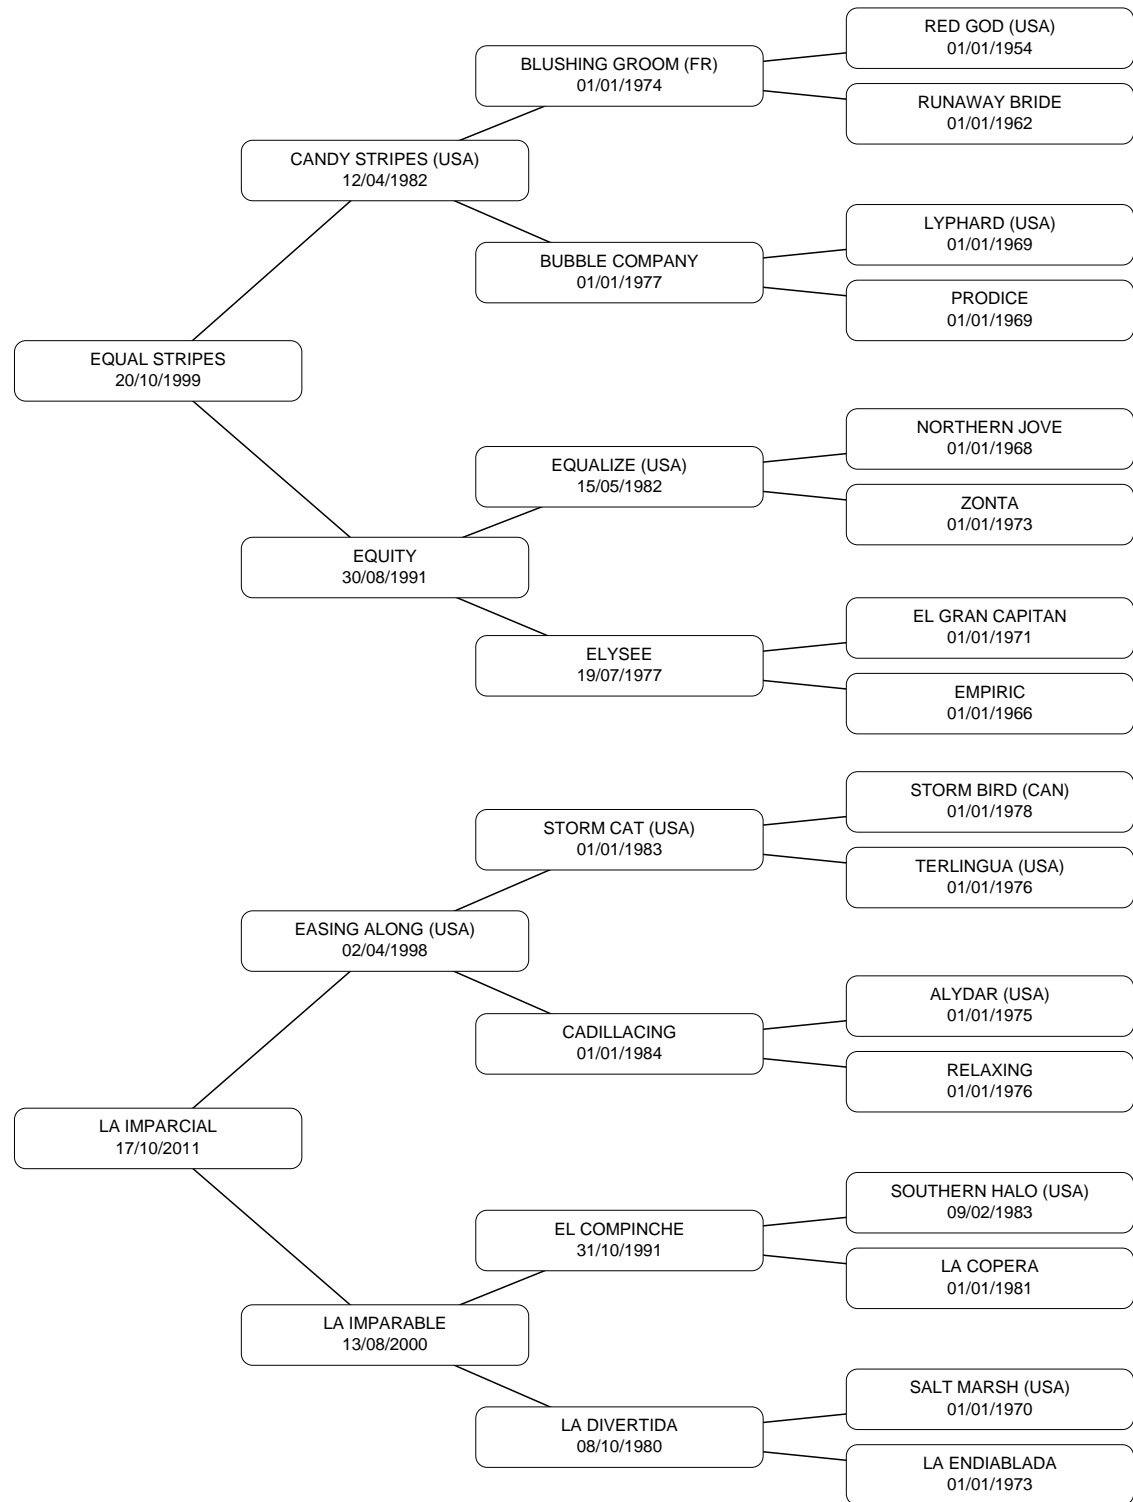 RED GOD (USA)
01/01/1954
BLUSHING GROOM (FR)
01/01/1974
RUNAWAY BRIDE
01/01/1962
CANDY STRIPES (USA)
12/04/1982
LYPHARD (USA)
01/01/1969
BUBBLE COMPANY
01/01/1977
PRODICE
01/01/1969
EQUAL STRIPES
20/10/1999
NORTHERN JOVE
01/01/1968
EQUALIZE (USA)
15/05/1982
ZONTA
01/01/1973
EQUITY
30/08/1991
EL GRAN CAPITAN
01/01/1971
ELYSEE
19/07/1977
EMPIRIC
01/01/1966
STORM BIRD (CAN)
01/01/1978
STORM CAT (USA)
01/01/1983
TERLINGUA (USA)
01/01/1976
EASING ALONG (USA)
02/04/1998
ALYDAR (USA)
01/01/1975
CADILLACING
01/01/1984
RELAXING
01/01/1976
LA IMPARCIAL
17/10/2011
SOUTHERN HALO (USA)
09/02/1983
EL COMPINCHE
31/10/1991
LA COPERA
01/01/1981
LA IMPARABLE
13/08/2000
SALT MARSH (USA)
01/01/1970
LA DIVERTIDA
08/10/1980
LA ENDIABLADA
01/01/1973